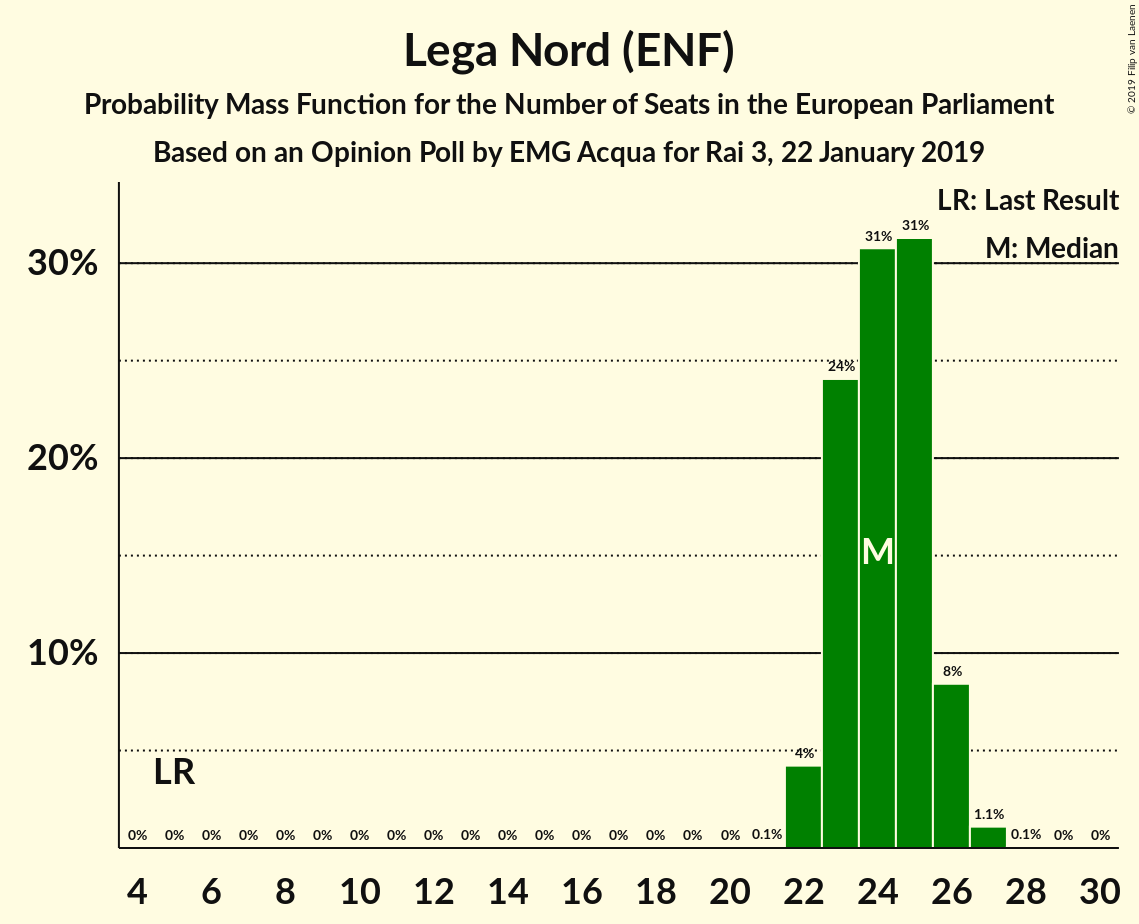 Lega Nord (ENF)
Probability Mass Function for the Number of Seats in the European Parliament
Based on an Opinion Poll by EMG Acqua for Rai 3, 22 January 2019
© 2019 Filip van Laenen
LR: Last Result
M: Median
30%
20%
10%
31%
31%
24%
M
8%
4%
LR
1.1%
0% 0% 0% 0% 0% 0% 0% 0% 0% 0% 0% 0% 0% 0% 0% 0% 0% 0.1% 0.1% 0% 0%
4 6 8 10 12 14 16 18 20 22 24 26 28 30